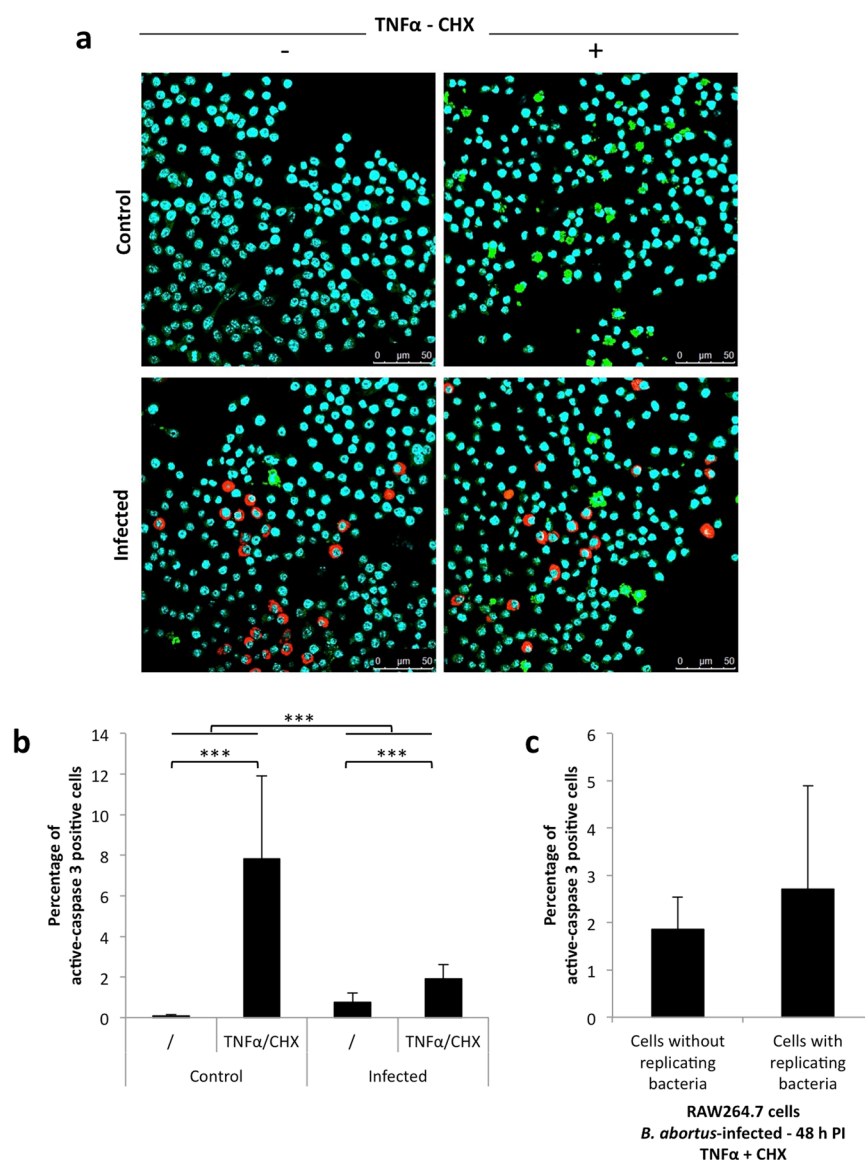 a
TNFα - CHX
- +
Control
0 µm 50
0 µm 50
Infected
0 µm 50
0 µm 50
b
Percentage of
active-caspase 3 positive cells
14
12
10
8
6
4
2
0
***
*** ***
/ TNFα/CHX / TNFα/CHX
Control Infected
c
Percentage of
active-caspase 3 positive cells
6
5
4
3
2
1
0
Cells without
replicating
bacteria
Cells with
replicating
bacteria
RAW264.7 cells
B. abortus-infected - 48 h PI
TNFα + CHX